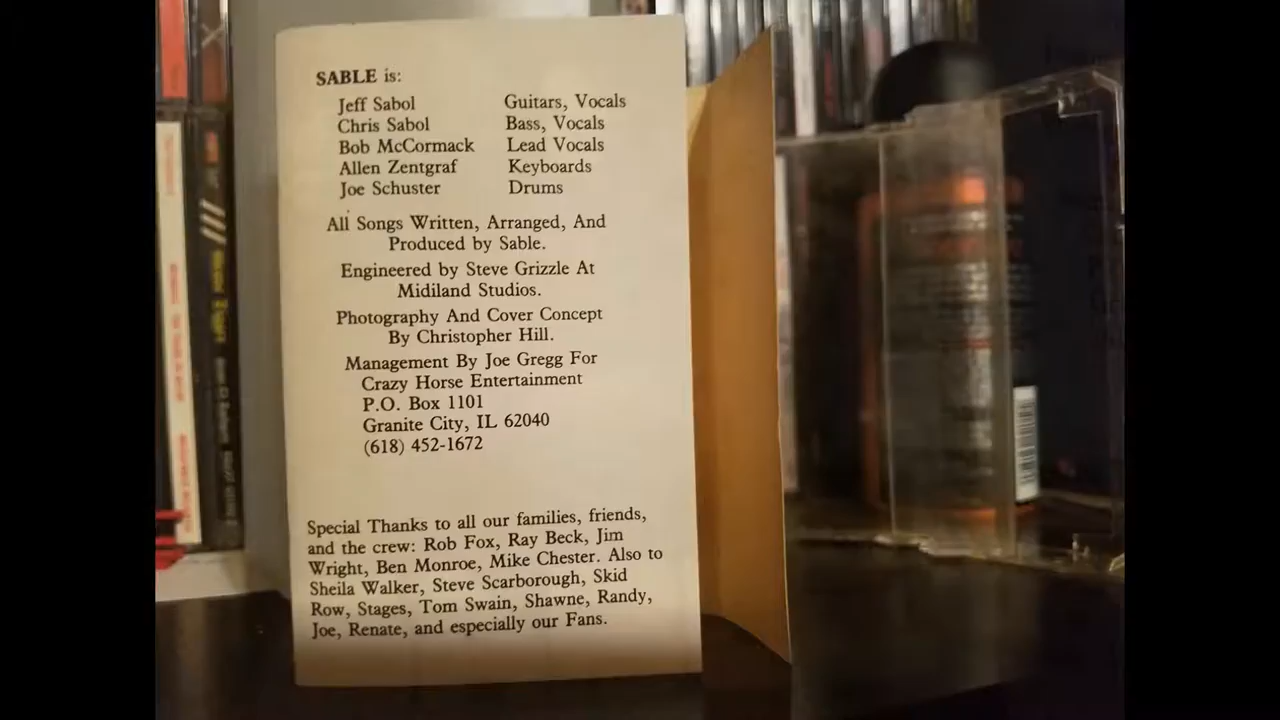 SABLE is:
Jeff Sabol Guitars, Vocals
Chris Sabol Bass, Vocals
Bob McCormack Lead Vocals
Allen Zentgraf Keyboards
Joe Schuster Drums
All Songs Written, Arranged, And
Produced by Sable.
Engineered by Steve Grizzle At
Midiland Studios.
Photography And Cover Concept
By Christopher Hill.
Management By Joe Gregg For
Crazy Horse Entertainment
P.O. Box 1101
Granite City, IL 62040
(618) 452-1672
Special Thanks to all our families, friends,
and the crew: Rob Fox, Ray Beck, Jim
Wright, Ben Monroe, Mike Chester. Also to
Sheila Walker, Steve Scarborough, Skid
Row, Stages, Tom Swain, Shawne, Randy,
Joe, Renate, and especially our Fans.